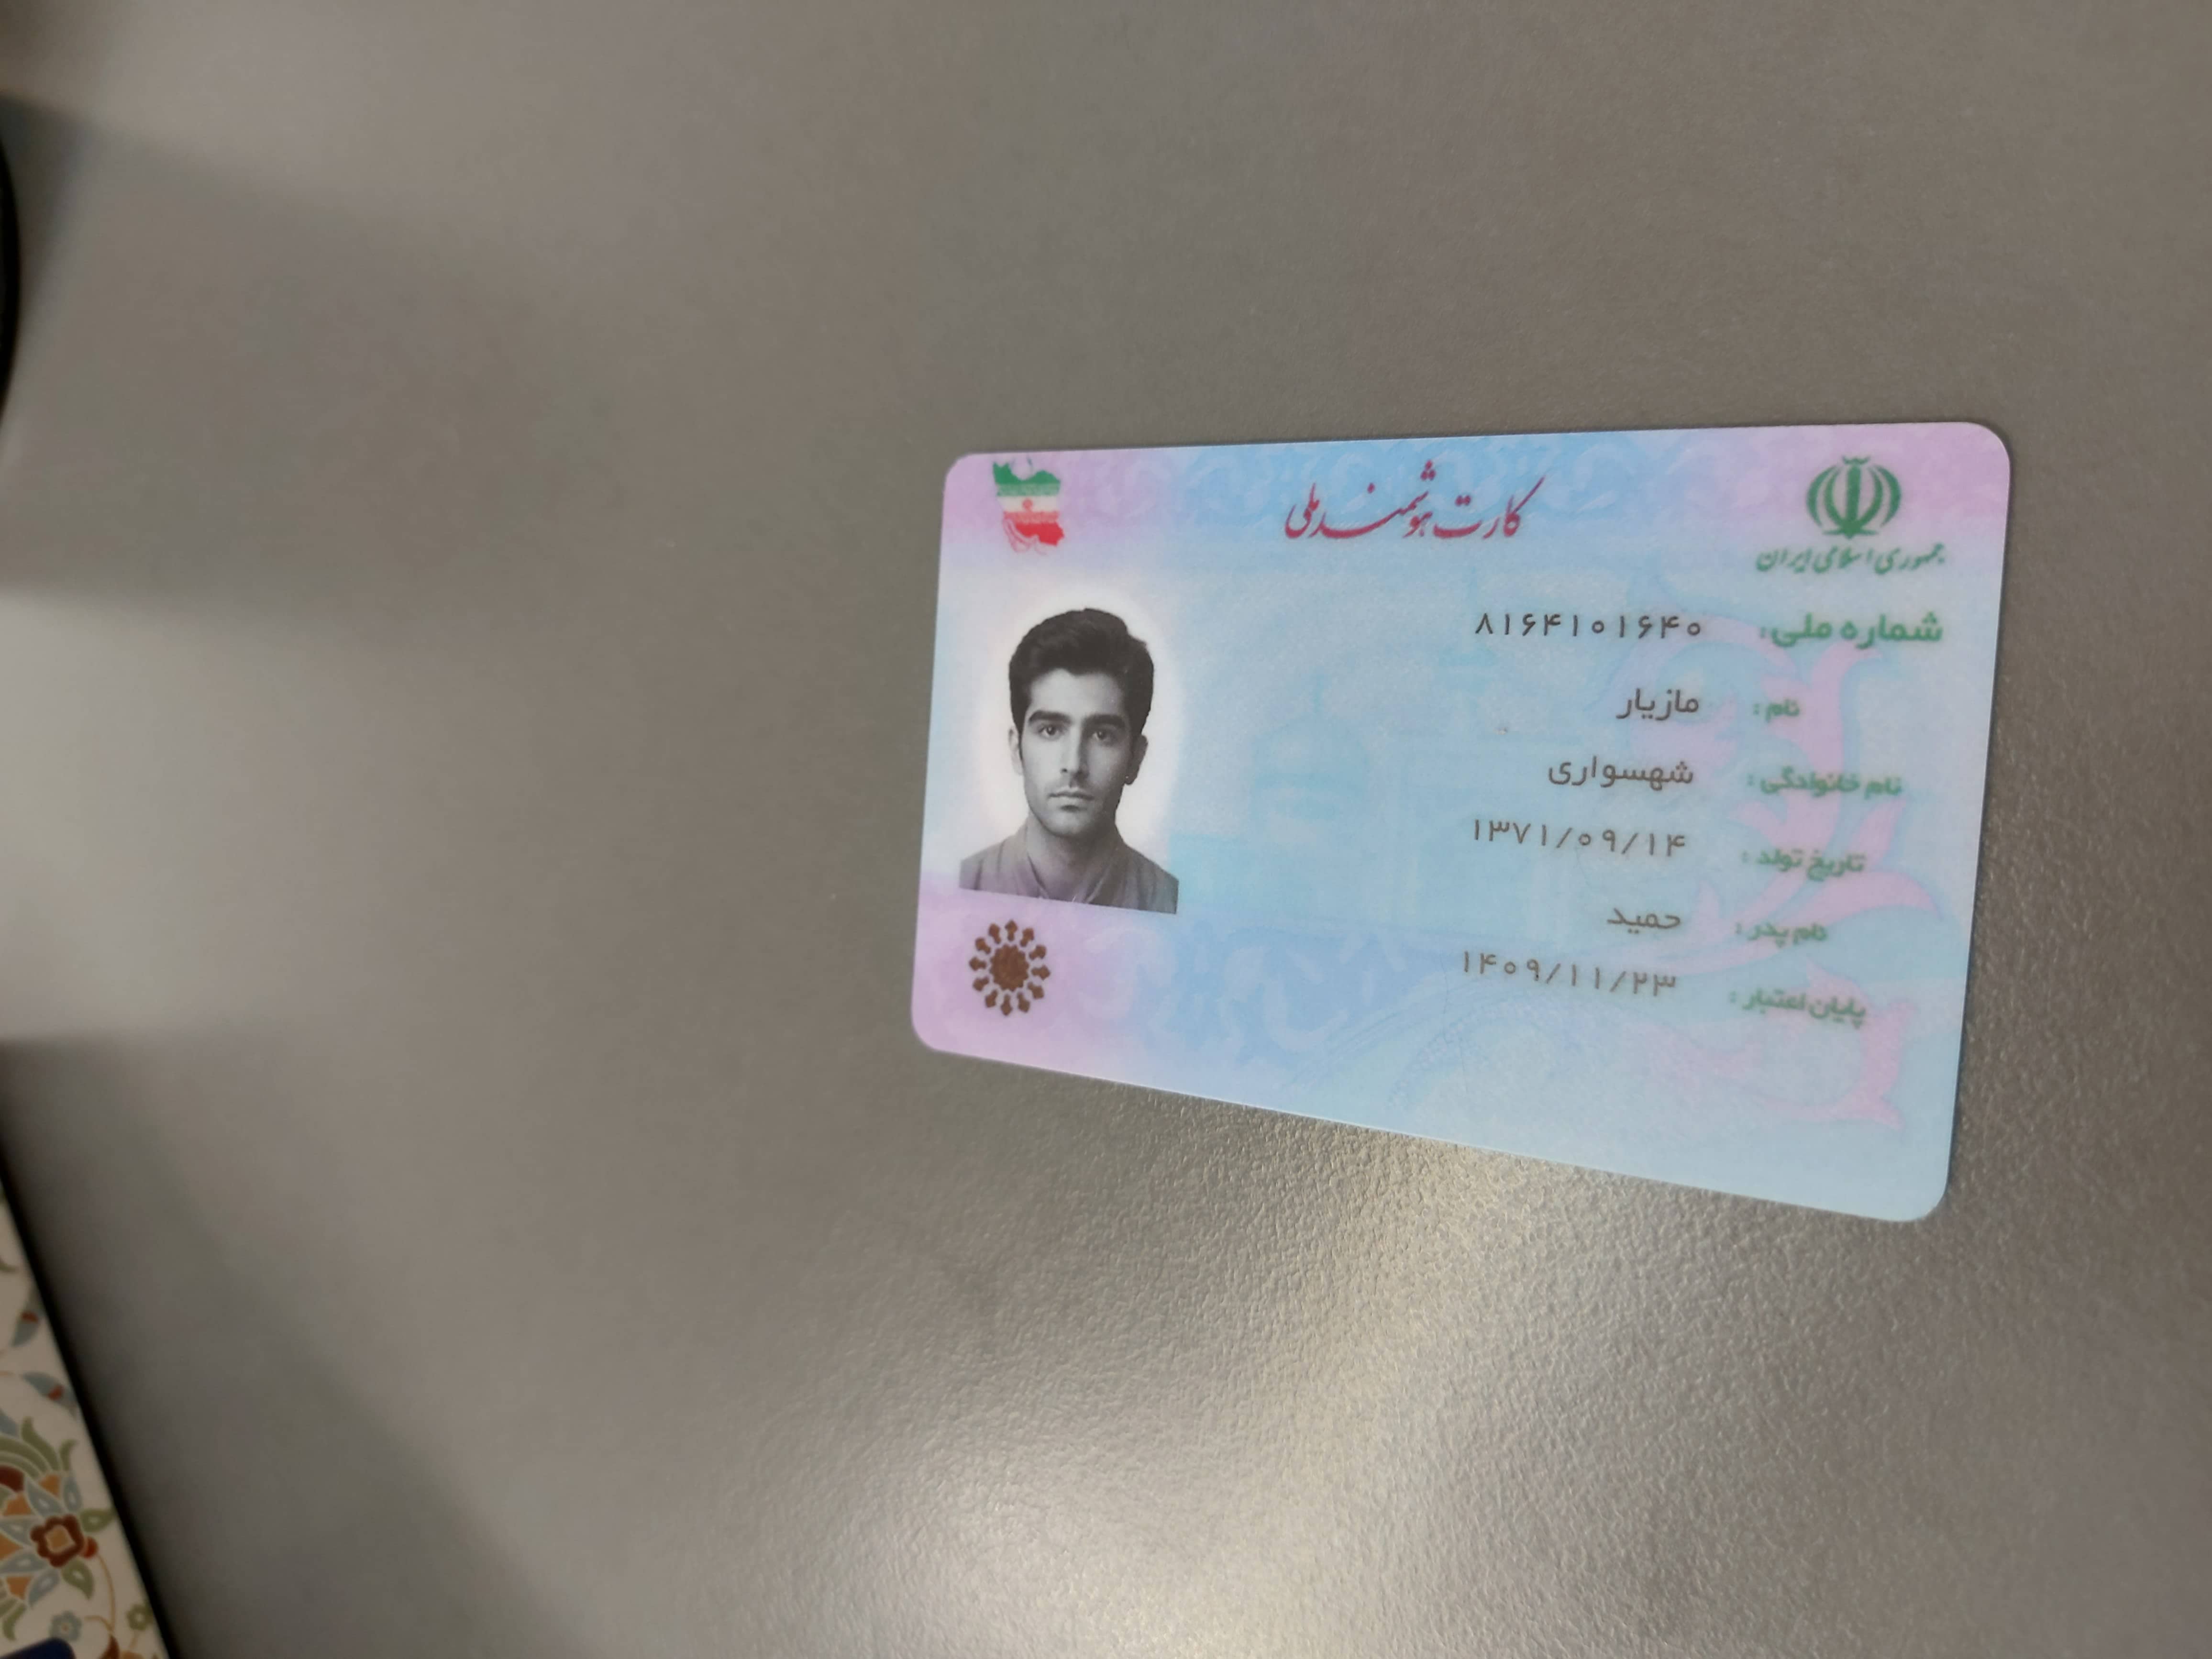 جمهوری اسلامی ایران
کارت هوشمند ملی
شماره ملی: ۸۱۶۴۱۰۱۶۴۰
نام: مازیار
نام خانوادگی: شهسواری
تاریخ تولد: ۱۳۷۱/۰۹/۱۴
نام پدر: حمید
پایان اعتبار: ۱۴۰۹/۱۱/۲۳